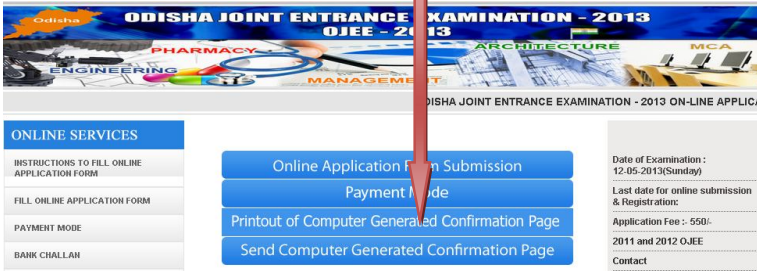 Odisha
ODISHA JOINT ENTRANCE EXAMINATION - 2013
OJEE - 2013
PHARMACY
ARCHITECTURE
MCA
ENGINEERING
MANAGEMENT
ODISHA JOINT ENTRANCE EXAMINATION - 2013 ON-LINE APPLICA
ONLINE SERVICES
INSTRUCTIONS TO FILL ONLINE
APPLICATION FORM
FILL ONLINE APPLICATION FORM
PAYMENT MODE
BANK CHALLAN
Online Application Form Submission
Payment Mode
Printout of Computer Generated Confirmation Page
Send Computer Generated Confirmation Page
Date of Examination :
12-05-2013(Sunday)
Last date for online submission
& Registration:
Application Fee :- 550/-
2011 and 2012 OJEE
Contact